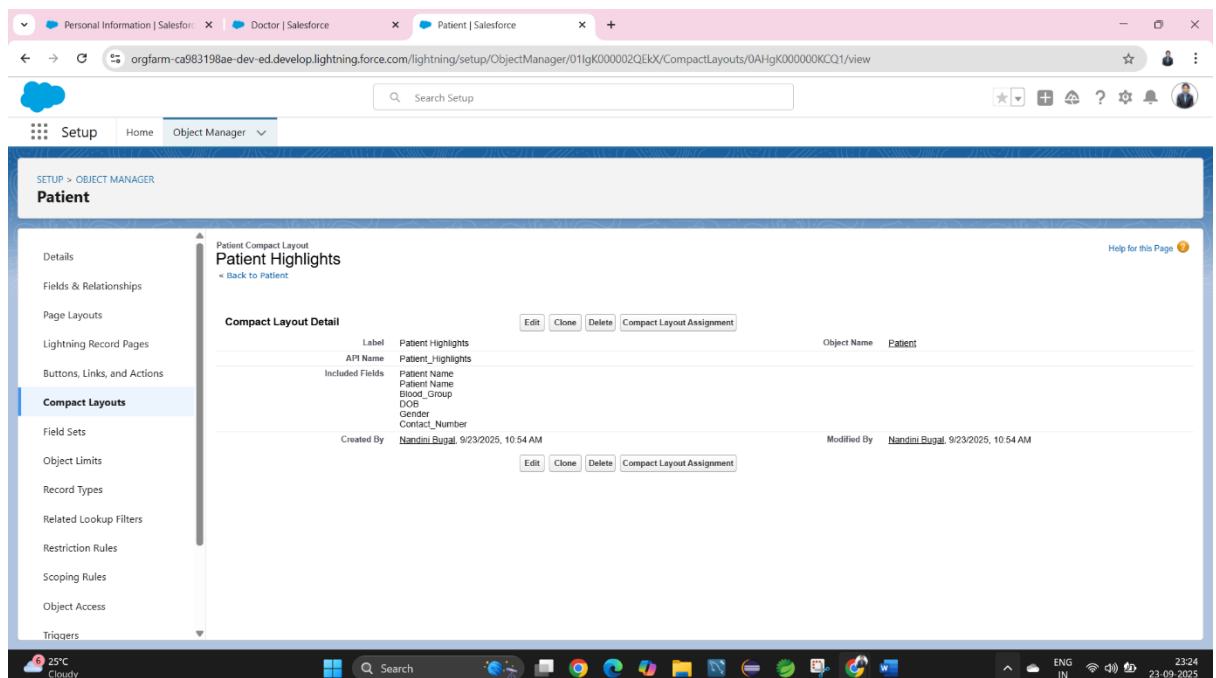 Personal Information | Salesforc
Doctor | Salesforce
Patient | Salesforce
orgfarm-ca983198ae-dev-ed.develop.lightning.force.com/lightning/setup/ObjectManager/01IgK000002QEkX/CompactLayouts/0AHgK000000KCQ1/view
Search Setup
Setup
Home
Object Manager
SETUP > OBJECT MANAGER
Patient
Details
Fields & Relationships
Page Layouts
Lightning Record Pages
Buttons, Links, and Actions
Compact Layouts
Field Sets
Object Limits
Record Types
Related Lookup Filters
Restriction Rules
Scoping Rules
Object Access
Triggers
Patient Compact Layout
Patient Highlights
« Back to Patient
Help for this Page
Compact Layout Detail
Edit Clone Delete Compact Layout Assignment
Label Patient Highlights Object Name Patient
API Name Patient_Highlights
Included Fields Patient Name
Patient Name
Blood_Group
DOB
Gender
Contact_Number
Created By Nandini Bugal, 9/23/2025, 10:54 AM Modified By Nandini Bugal, 9/23/2025, 10:54 AM
Edit Clone Delete Compact Layout Assignment
6
25°C
Cloudy
Search
ENG
IN
23:24
23-09-2025